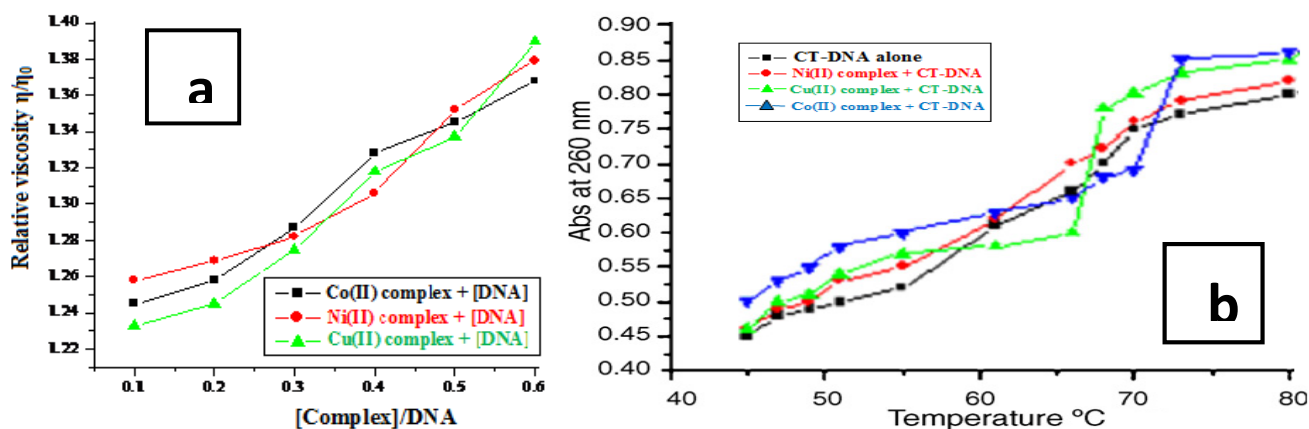 a
Relative viscosity η/η₀
1.40
1.38
1.36
1.34
1.32
1.30
1.28
1.26
1.24
1.22
0.1 0.2 0.3 0.4 0.5 0.6
[Complex]/DNA
Co(II) complex + [DNA]
Ni(II) complex + [DNA]
Cu(II) complex + [DNA]
b
Abs at 260 nm
0.90
0.85
0.80
0.75
0.70
0.65
0.60
0.55
0.50
0.45
0.40
40 50 60 70 80
Temperature °C
CT-DNA alone
Ni(II) complex + CT-DNA
Cu(II) complex + CT-DNA
Co(II) complex + CT-DNA